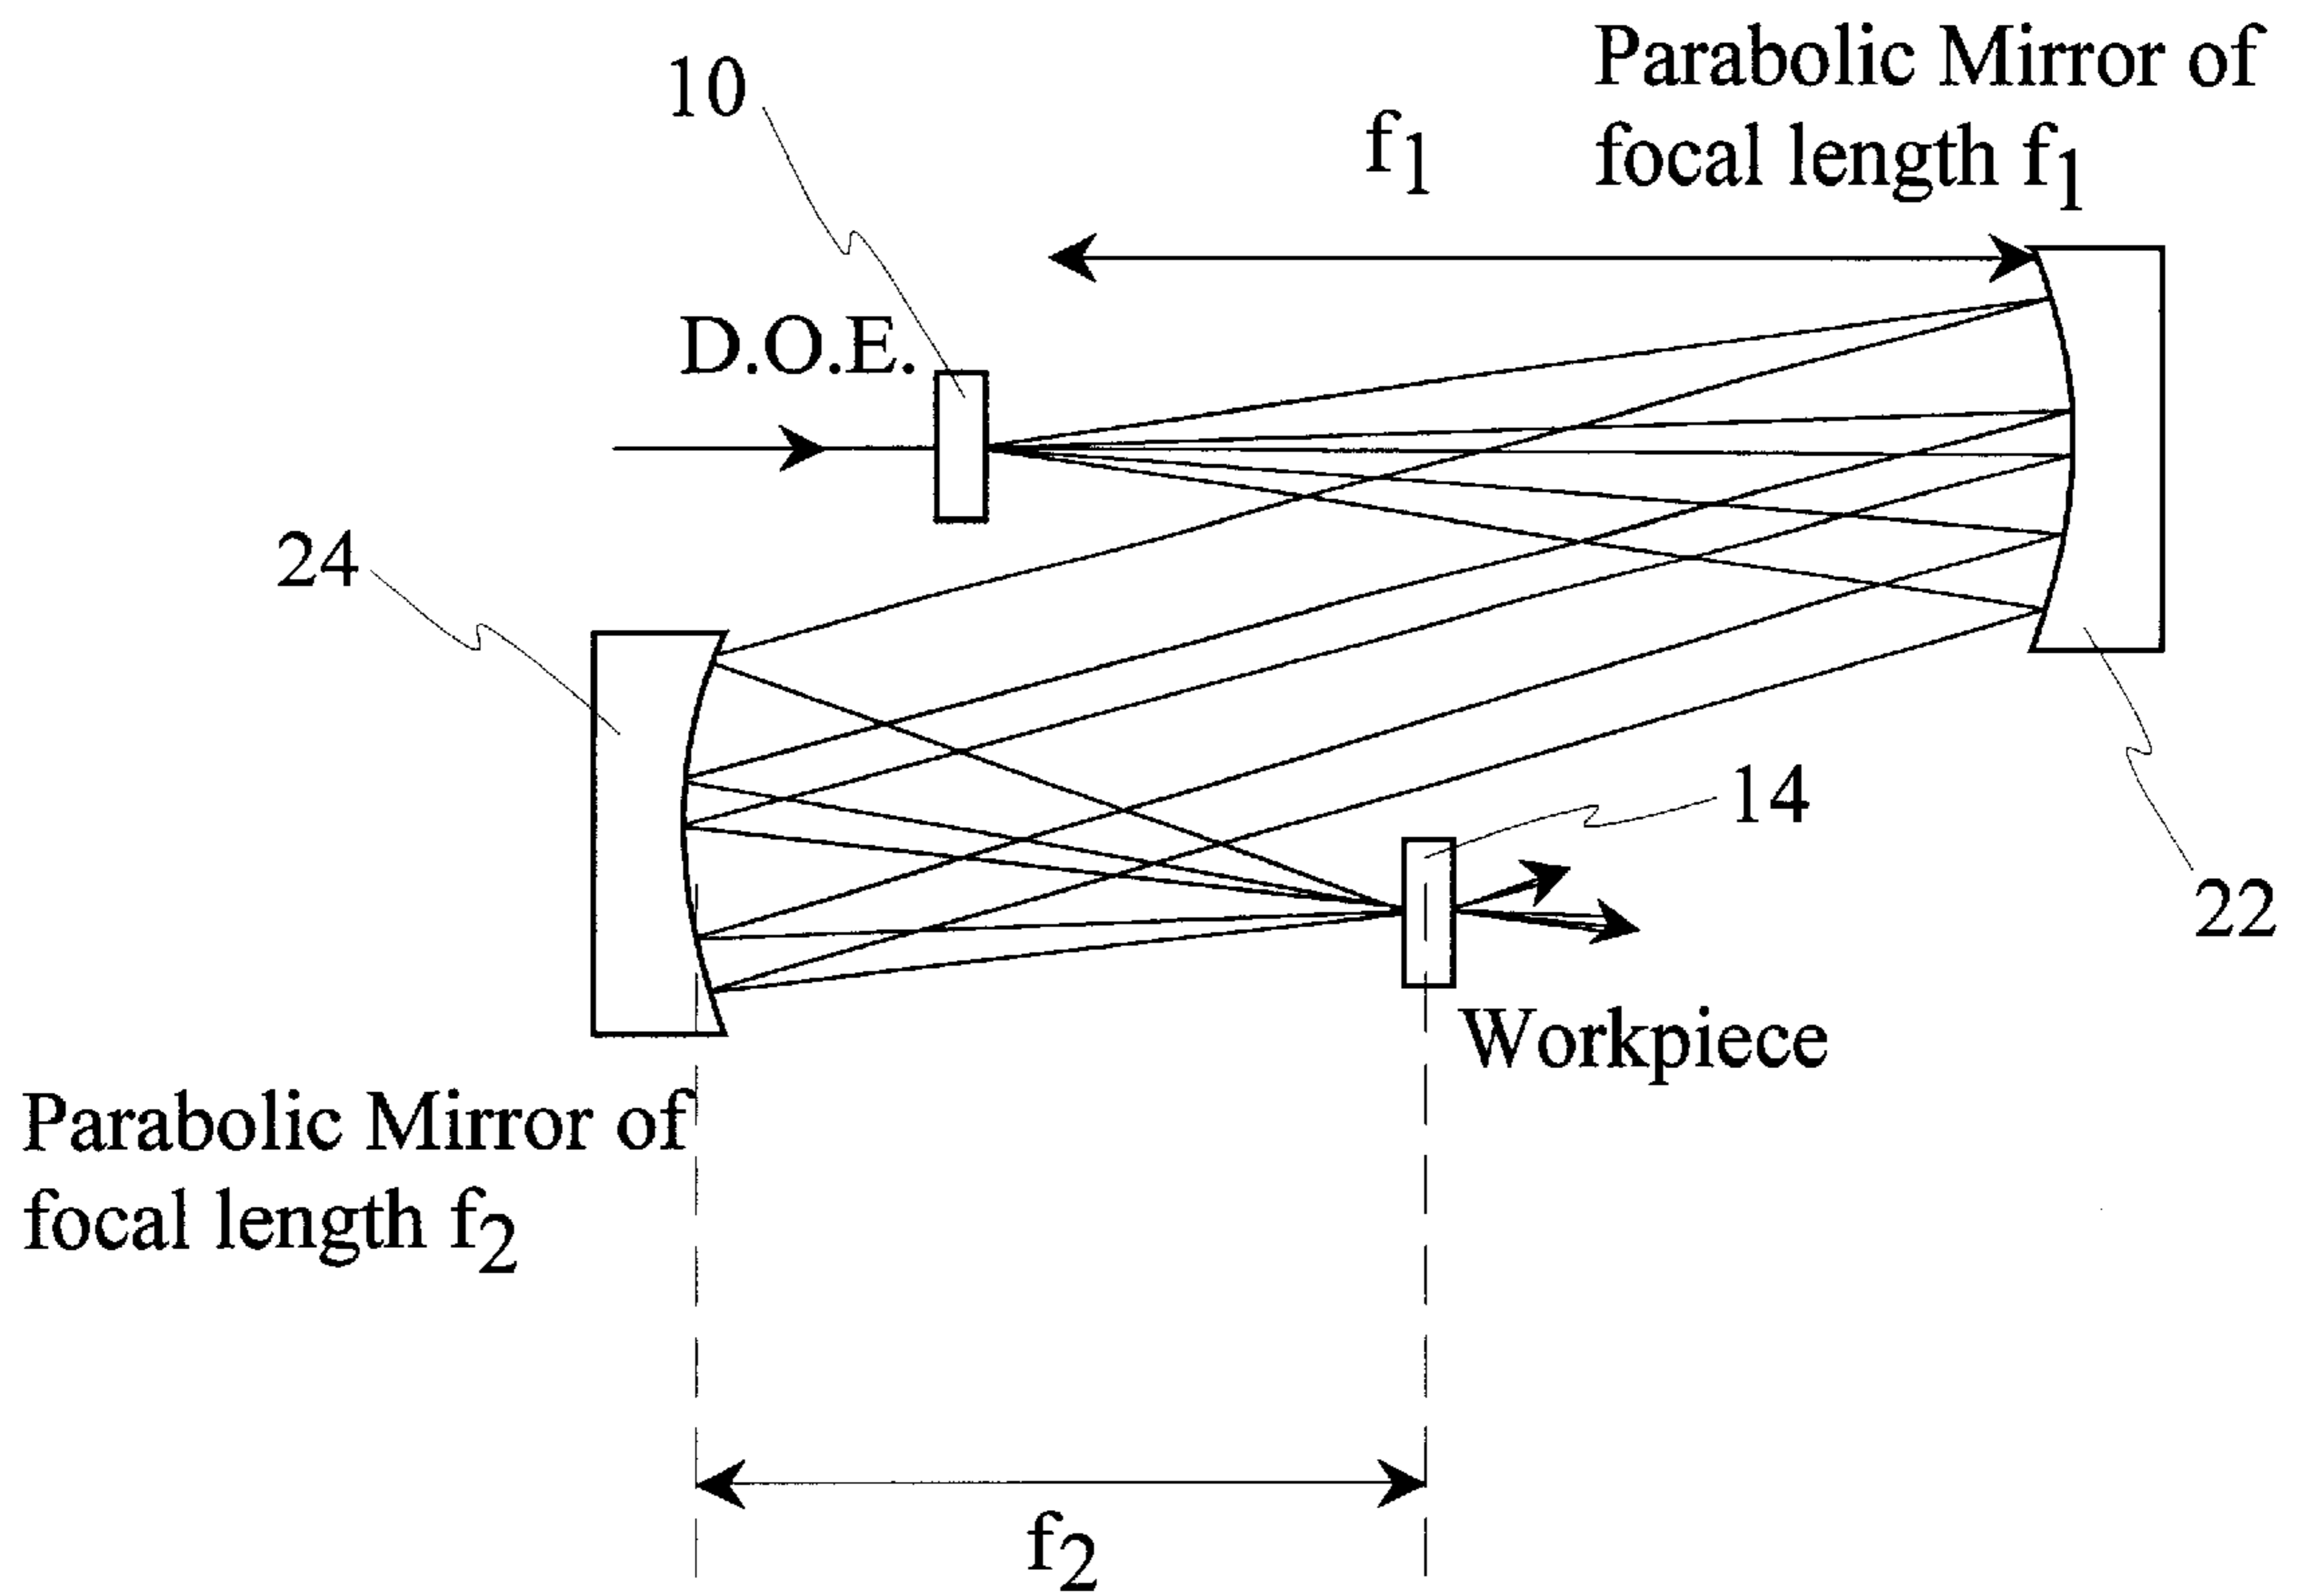 10
Parabolic Mirror of
focal length f1
f1
D.O.E.
24
14
22
Workpiece
Parabolic Mirror of
focal length f2
f2